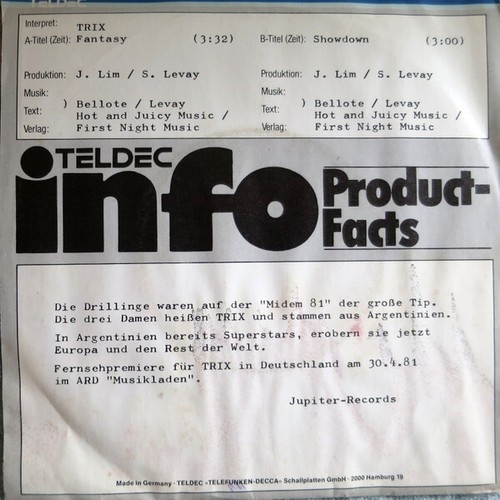 TELDEC
Interpret: TRIX
A-Titel (Zeit): Fantasy (3:32) B-Titel (Zeit): Showdown (3:00)
Produktion: J. Lim / S. Levay Produktion: J. Lim / S. Levay
Musik: Musik:
Text: ) Bellote / Levay Text: ) Bellote / Levay
Hot and Juicy Music / Hot and Juicy Music /
Verlag: First Night Music Verlag: First Night Music
TELDEC
info Product-
Facts
Die Drillinge waren auf der "Midem 81" der große Tip.
Die drei Damen heißen TRIX und stammen aus Argentinien.
In Argentinien bereits Superstars, erobern sie jetzt
Europa und den Rest der Welt.
Fernsehpremiere für TRIX in Deutschland am 30.4.81
im ARD "Musikladen".
Jupiter-Records
Made in Germany · TELDEC »TELEFUNKEN-DECCA« Schallplatten GmbH · 2000 Hamburg 19